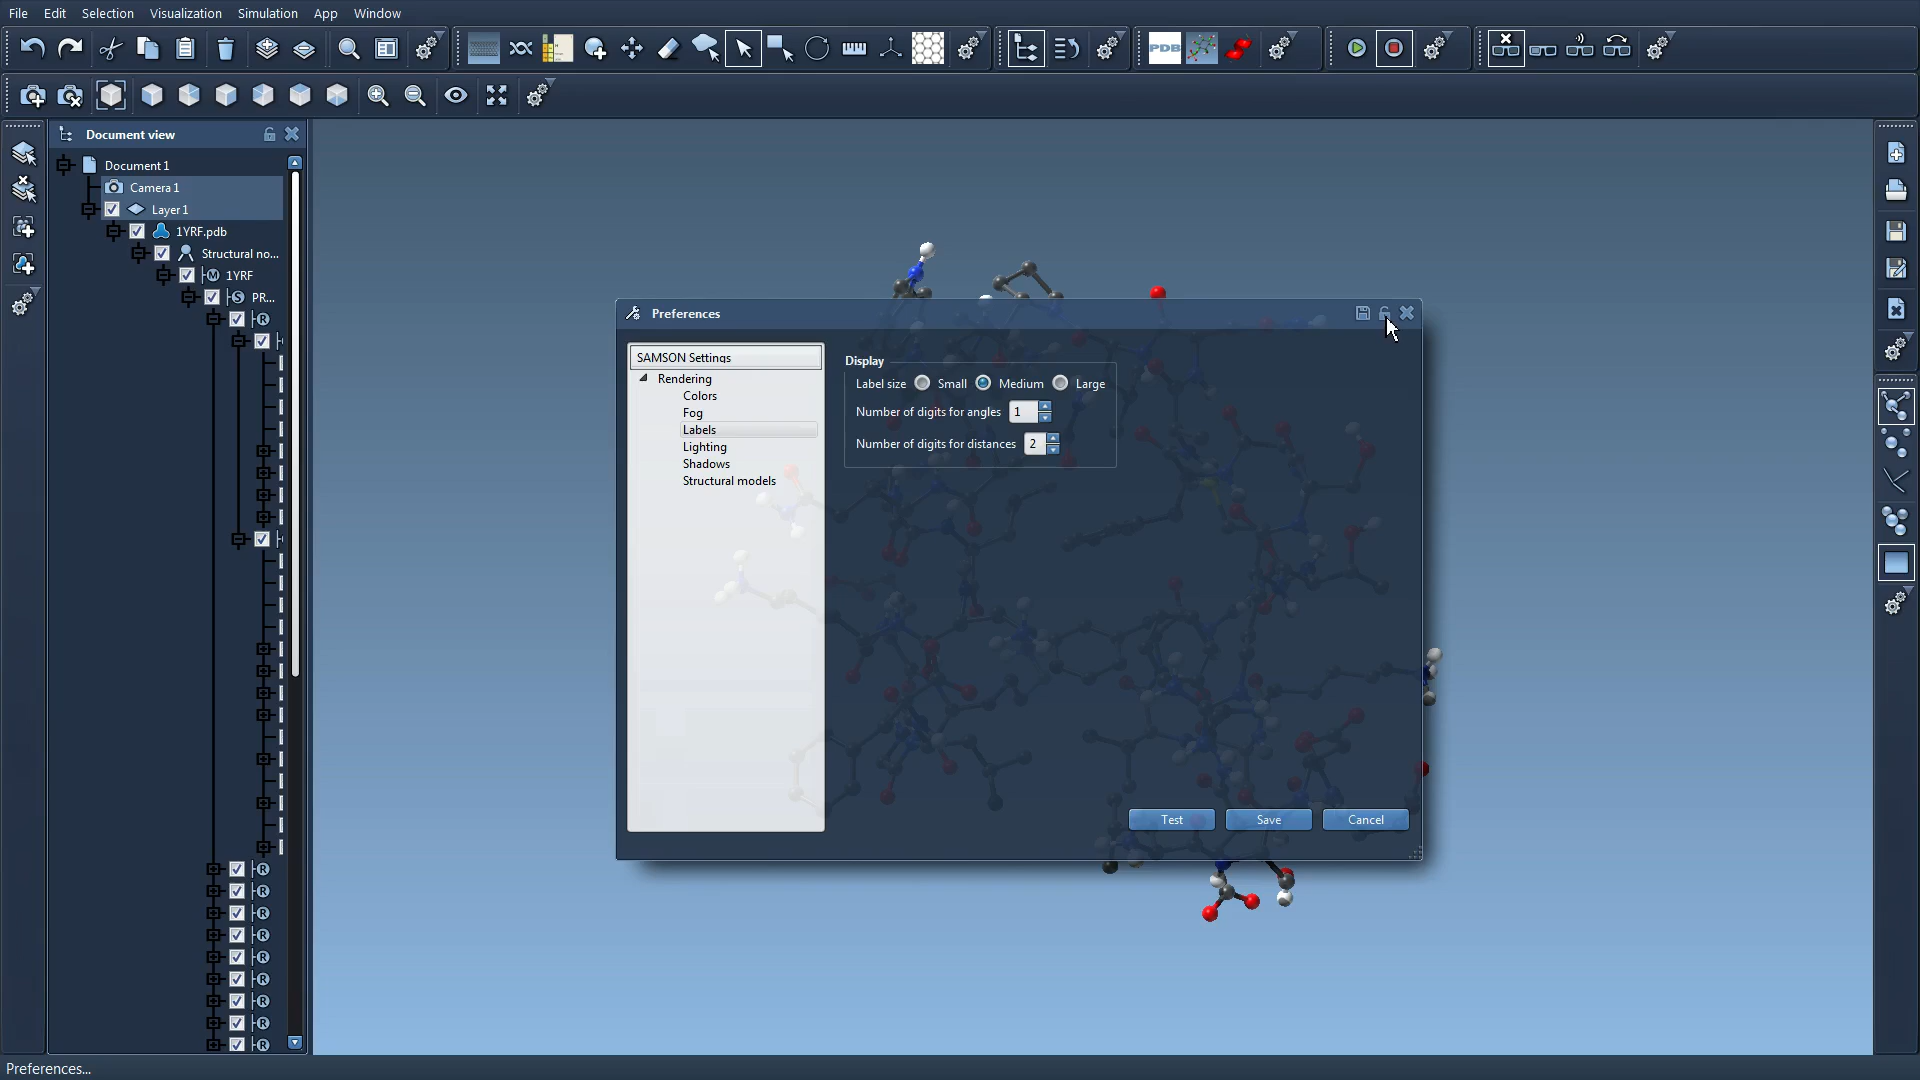 File Edit Selection Visualization Simulation App Window
PDB
Document view
Document 1
Camera 1
Layer 1
1YRF.pdb
Structural no...
M 1YRF
S PR...
R
R
R
R
R
R
R
R
R
R
Preferences
SAMSON Settings
Rendering
Colors
Fog
Labels
Lighting
Shadows
Structural models
Display
Label size Small Medium Large
Number of digits for angles 1
Number of digits for distances 2
Test Save Cancel
Preferences...